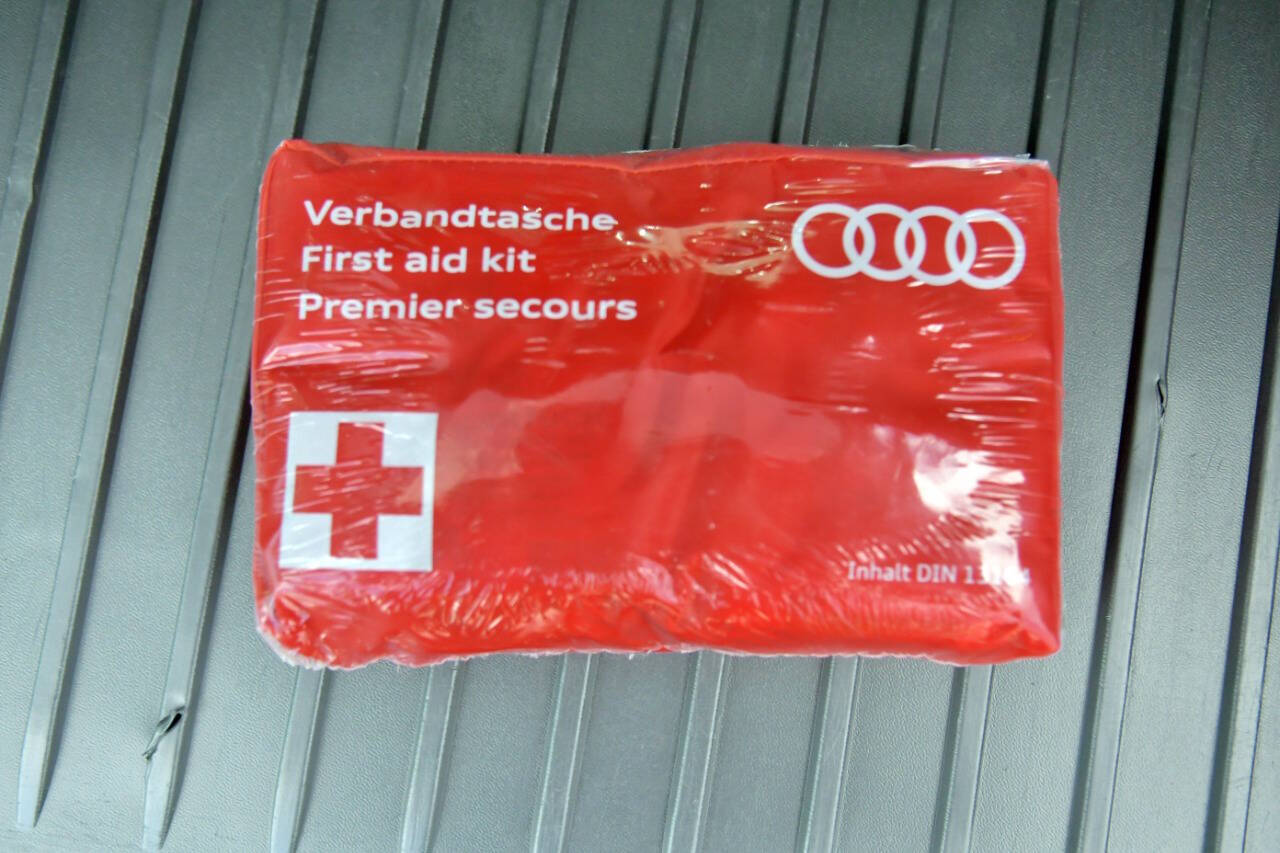 Verbandtasche
First aid kit
Premier secours
Inhalt DIN